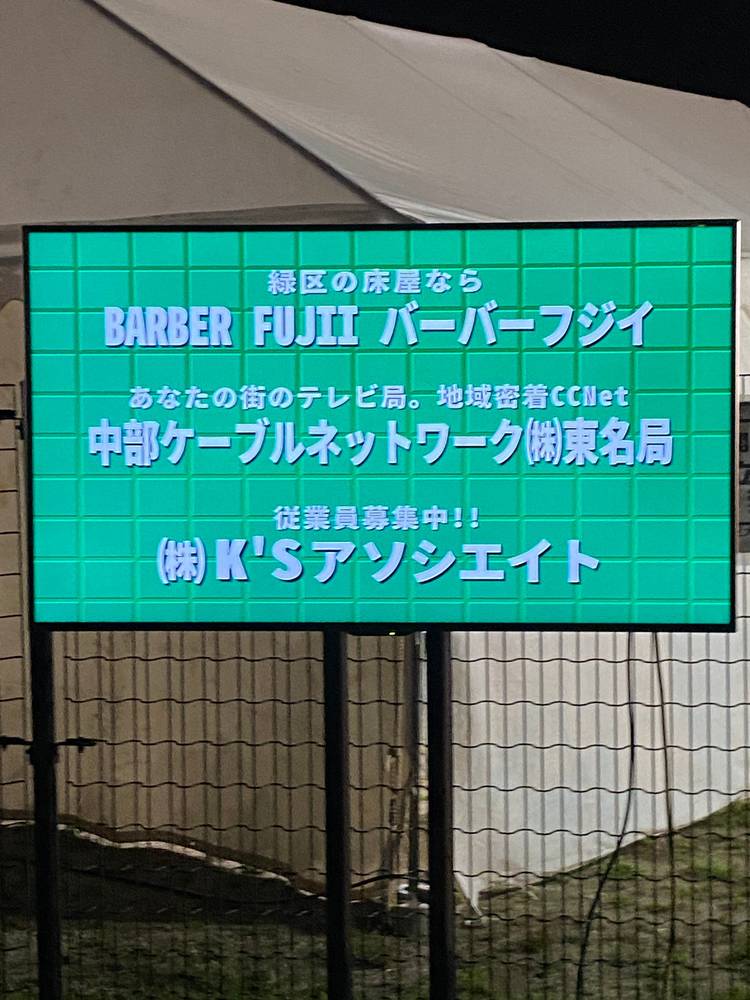 緑区の床屋なら
BARBER FUJII バーバーフジイ
あなたの街のテレビ局。地域密着CCNet
中部ケーブルネットワーク㈱東名局
従業員募集中!!
㈱K'Sアソシエイト